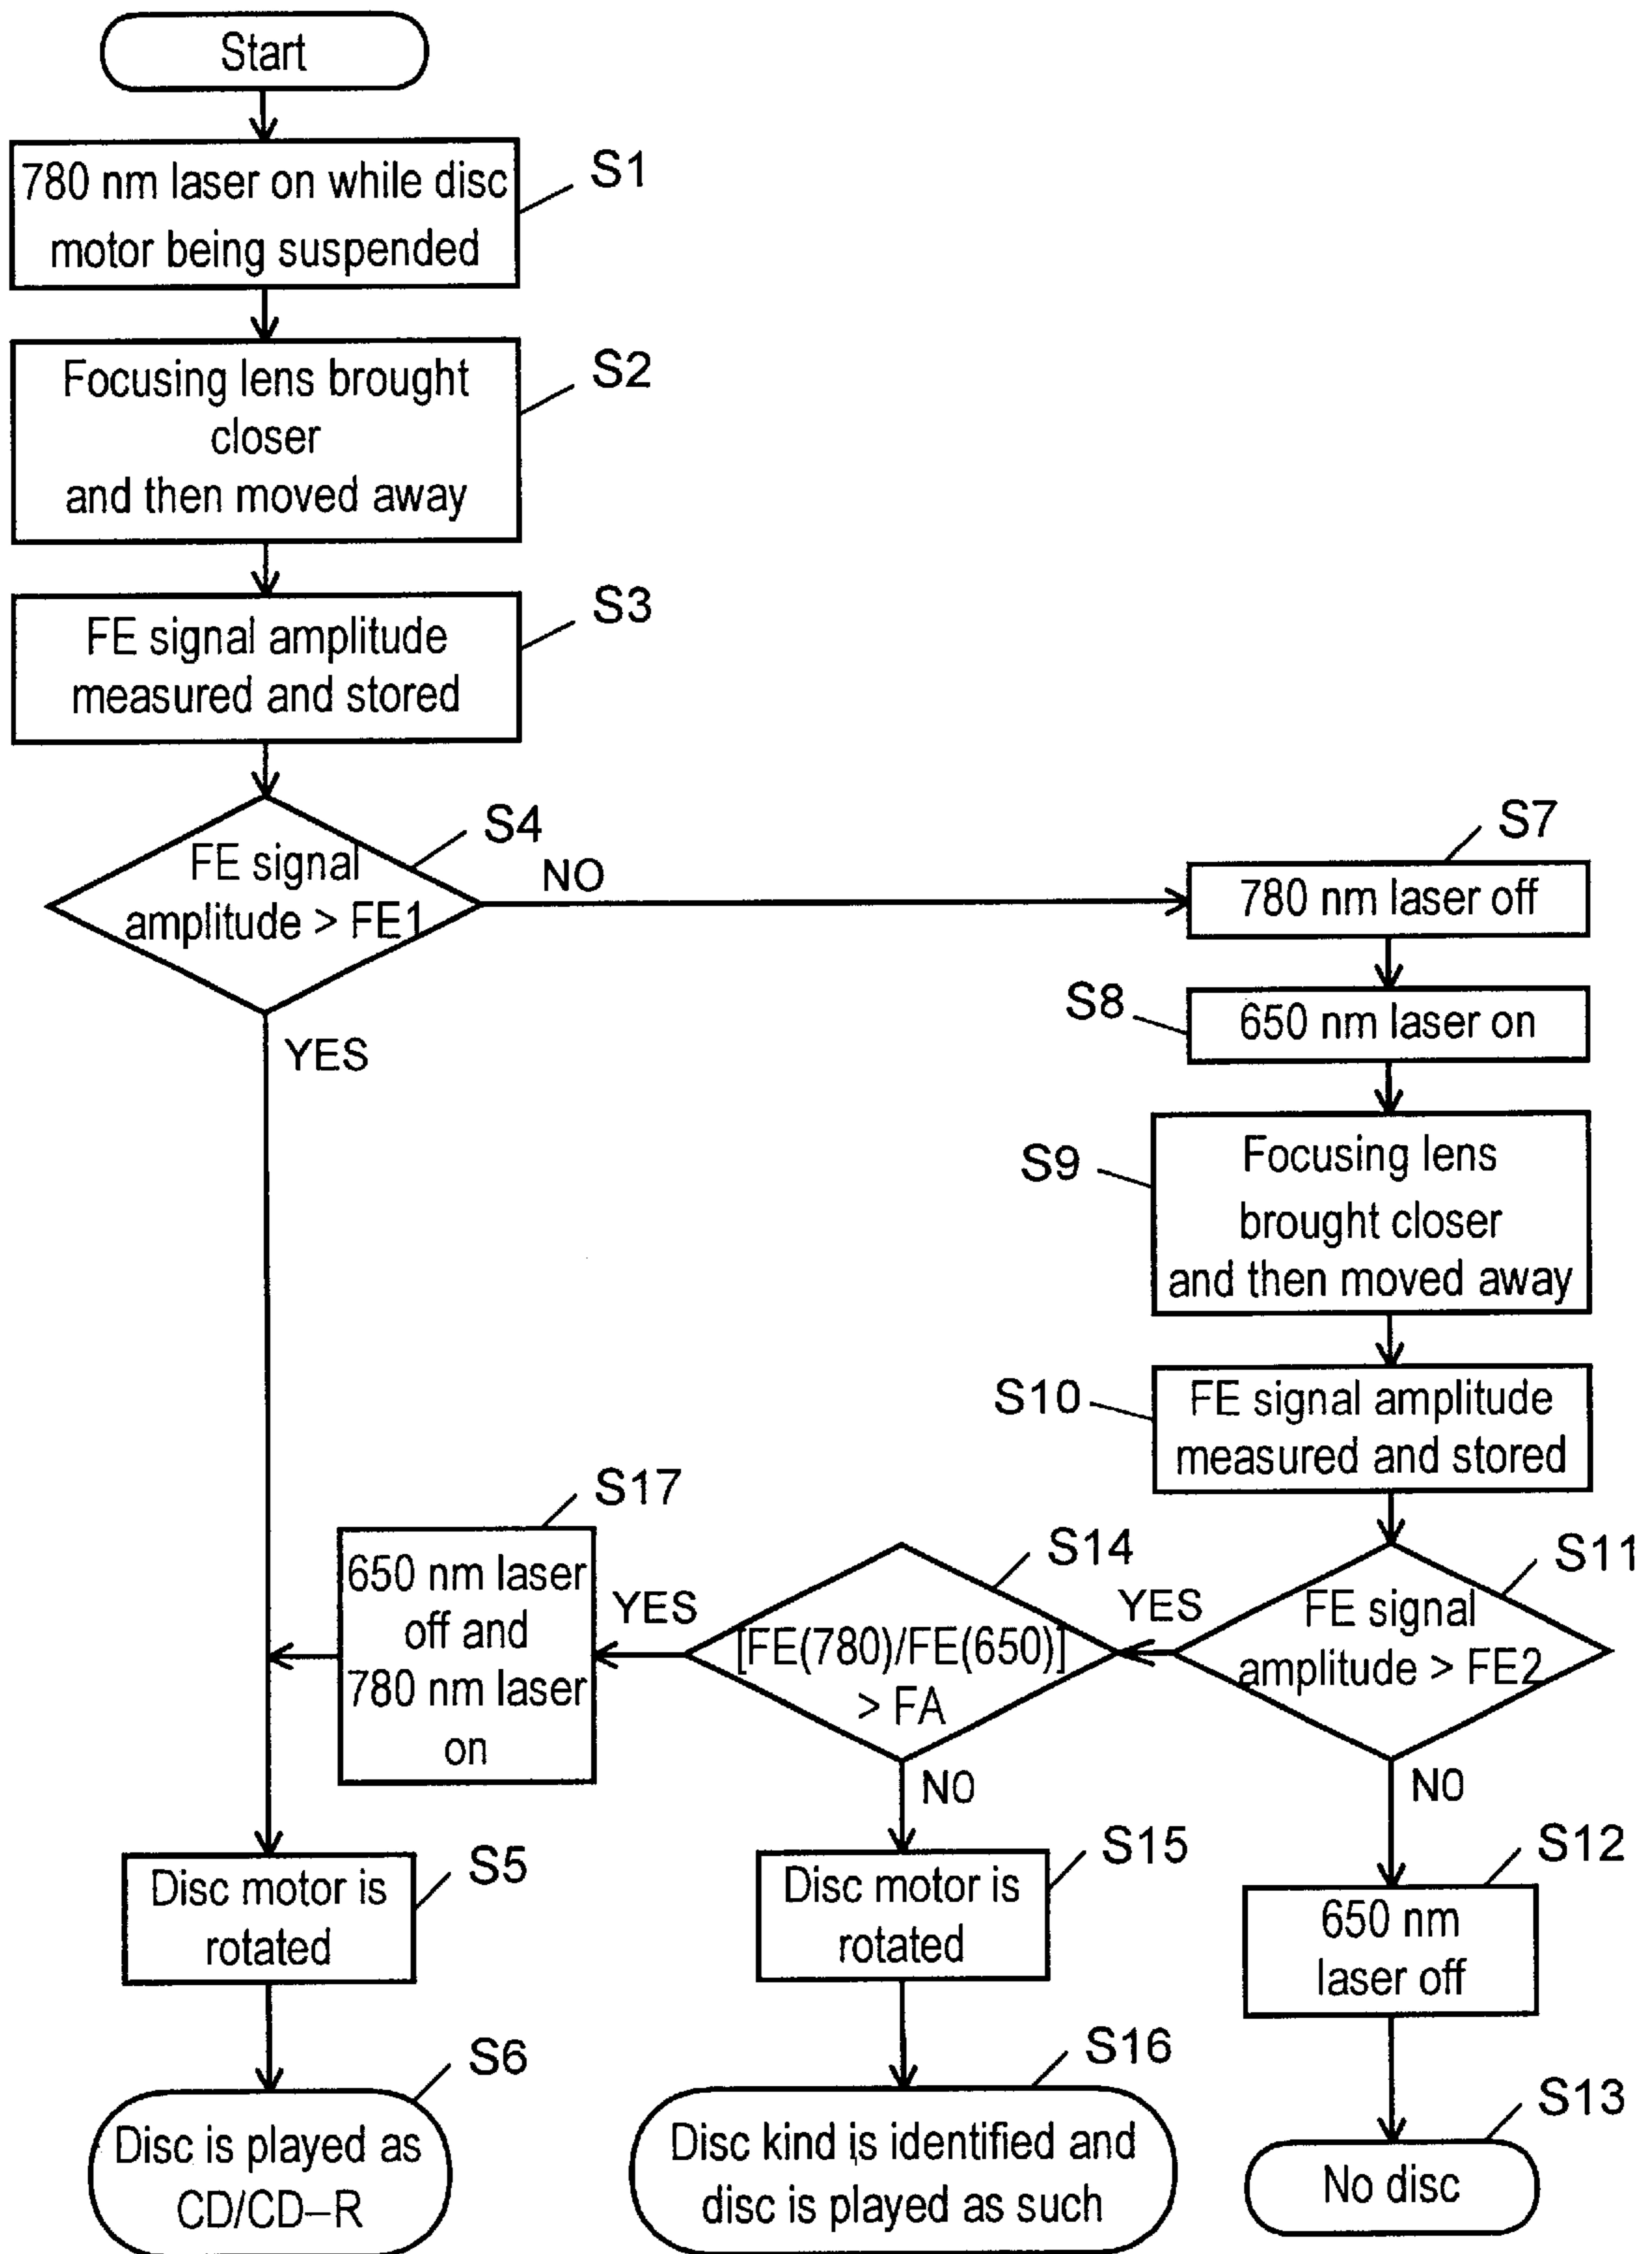 Start
780 nm laser on while disc
motor being suspended
S1
Focusing lens brought
closer
and then moved away
S2
FE signal amplitude
measured and stored
S3
FE signal
amplitude > FE1
S4
NO
YES
780 nm laser off
S7
650 nm laser on
S8
Focusing lens
brought closer
and then moved away
S9
FE signal amplitude
measured and stored
S10
FE signal
amplitude > FE2
S11
YES
NO
[FE(780)/FE(650)]
> FA
S14
YES
NO
650 nm laser
off and
780 nm laser
on
S17
Disc motor is
rotated
S5
Disc motor is
rotated
S15
650 nm
laser off
S12
Disc is played as
CD/CD–R
S6
Disc kind is identified and
disc is played as such
S16
No disc
S13